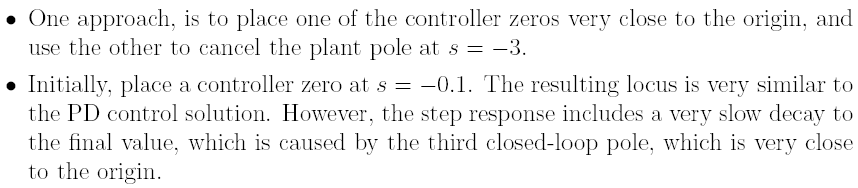 • One approach, is to place one of the controller zeros very close to the origin, and
use the other to cancel the plant pole at s = −3.
• Initially, place a controller zero at s = −0.1. The resulting locus is very similar to
the PD control solution. However, the step response includes a very slow decay to
the final value, which is caused by the third closed-loop pole, which is very close
to the origin.